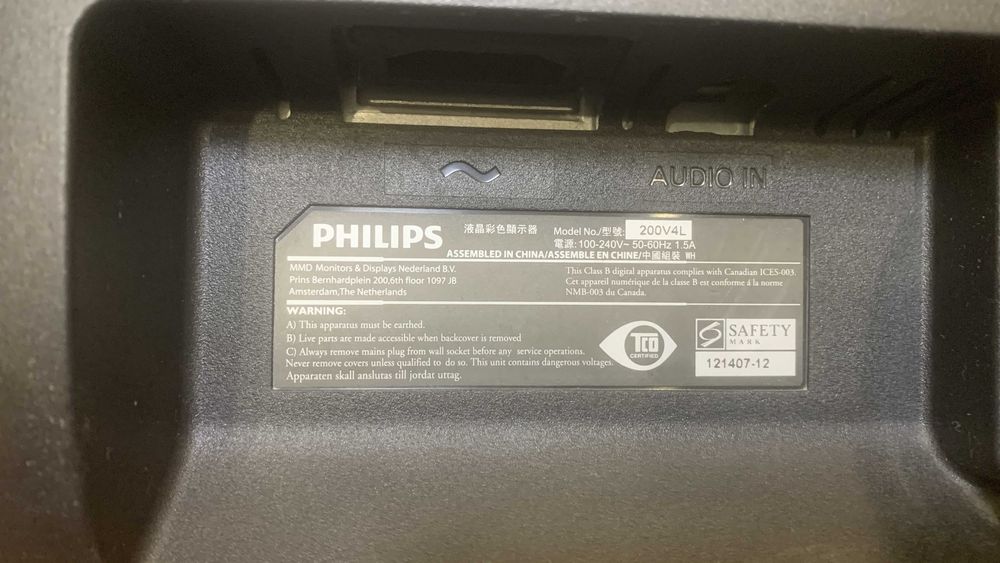 AUDIO IN
PHILIPS 液晶彩色顯示器 Model No./型號: 200V4L
電源: 100-240V~ 50-60Hz 1.5A
ASSEMBLED IN CHINA/ASSEMBLE EN CHINE/中國組裝 WH
MMD Monitors & Displays Nederland B.V.
Prins Bernhardplein 200,6th floor 1097 JB
Amsterdam,The Netherlands
This Class B digital apparatus complies with Canadian ICES-003.
Cet appareil numérique de la classe B est conforme á la norme
NMB-003 du Canada.
WARNING:
A) This apparatus must be earthed.
B) Live parts are made accessible when backcover is removed
C) Always remove mains plug from wall socket before any service operations.
Never remove covers unless qualified to do so. This unit contains dangerous voltages.
Apparaten skall anslutas till jordat uttag.
TCO
CERTIFIED
SAFETY
MARK
121407-12